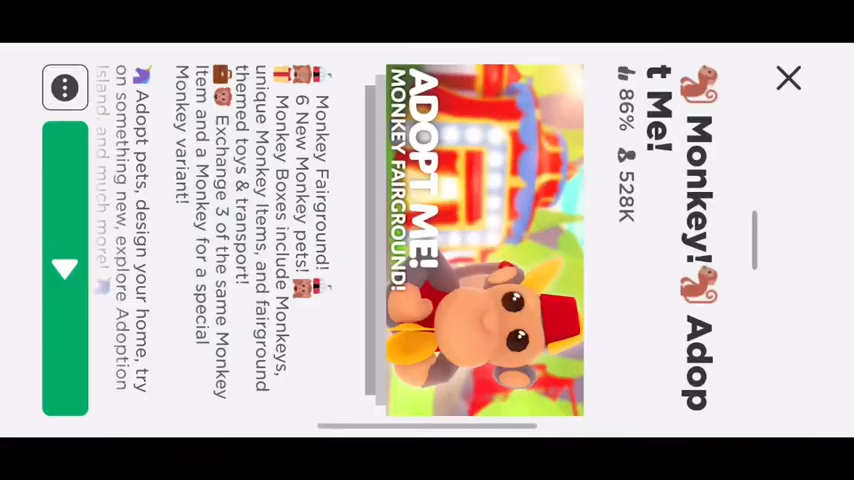 🐒 Monkey! 🐒 Adop
t Me!
86% 528K
ADOPT ME!
MONKEY FAIRGROUND!
Monkey Fairground!
6 New Monkey pets!
Monkey Boxes include Monkeys,
unique Monkey Items, and fairground
themed toys & transport!
Exchange 3 of the same Monkey
Item and a Monkey for a special
Monkey variant!
Adopt pets, design your home, try
on something new, explore Adoption
Island, and much more!